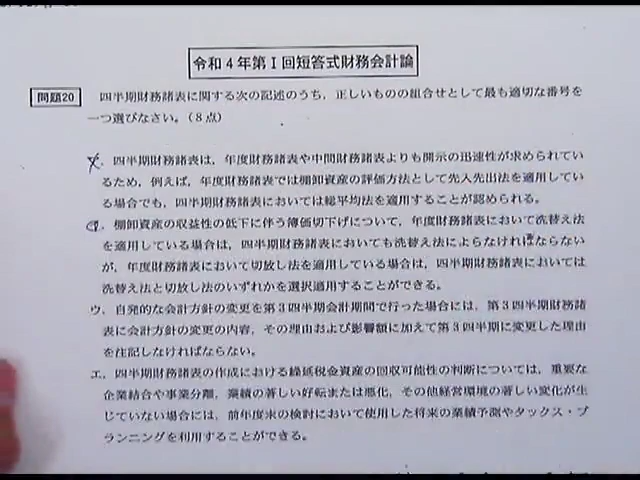 令和4年第Ⅰ回短答式財務会計論
問題20 四半期財務諸表に関する次の記述のうち，正しいものの組合せとして最も適切な番号を
一つ選びなさい。（8点）
四半期財務諸表は，年度財務諸表や中間財務諸表よりも開示の迅速性が求められてい
るため，例えば，年度財務諸表では棚卸資産の評価方法として先入先出法を適用してい
る場合でも，四半期財務諸表においては総平均法を適用することが認められる。
棚卸資産の収益性の低下に伴う簿価切下げについて，年度財務諸表において洗替え法
を適用している場合は，四半期財務諸表においても洗替え法によらなければならない
が，年度財務諸表において切放し法を適用している場合は，四半期財務諸表においては
洗替え法と切放し法のいずれかを選択適用することができる。
ウ．自発的な会計方針の変更を第3四半期会計期間で行った場合には，第3四半期財務諸
表に会計方針の変更の内容，その理由および影響額に加えて第3四半期に変更した理由
を注記しなければならない。
エ．四半期財務諸表の作成における繰延税金資産の回収可能性の判断については，重要な
企業結合や事業分離，業績の著しい好転または悪化，その他経営環境の著しい変化が生
じていない場合には，前年度末の検討において使用した将来の業績予測やタックス・プ
ランニングを利用することができる。